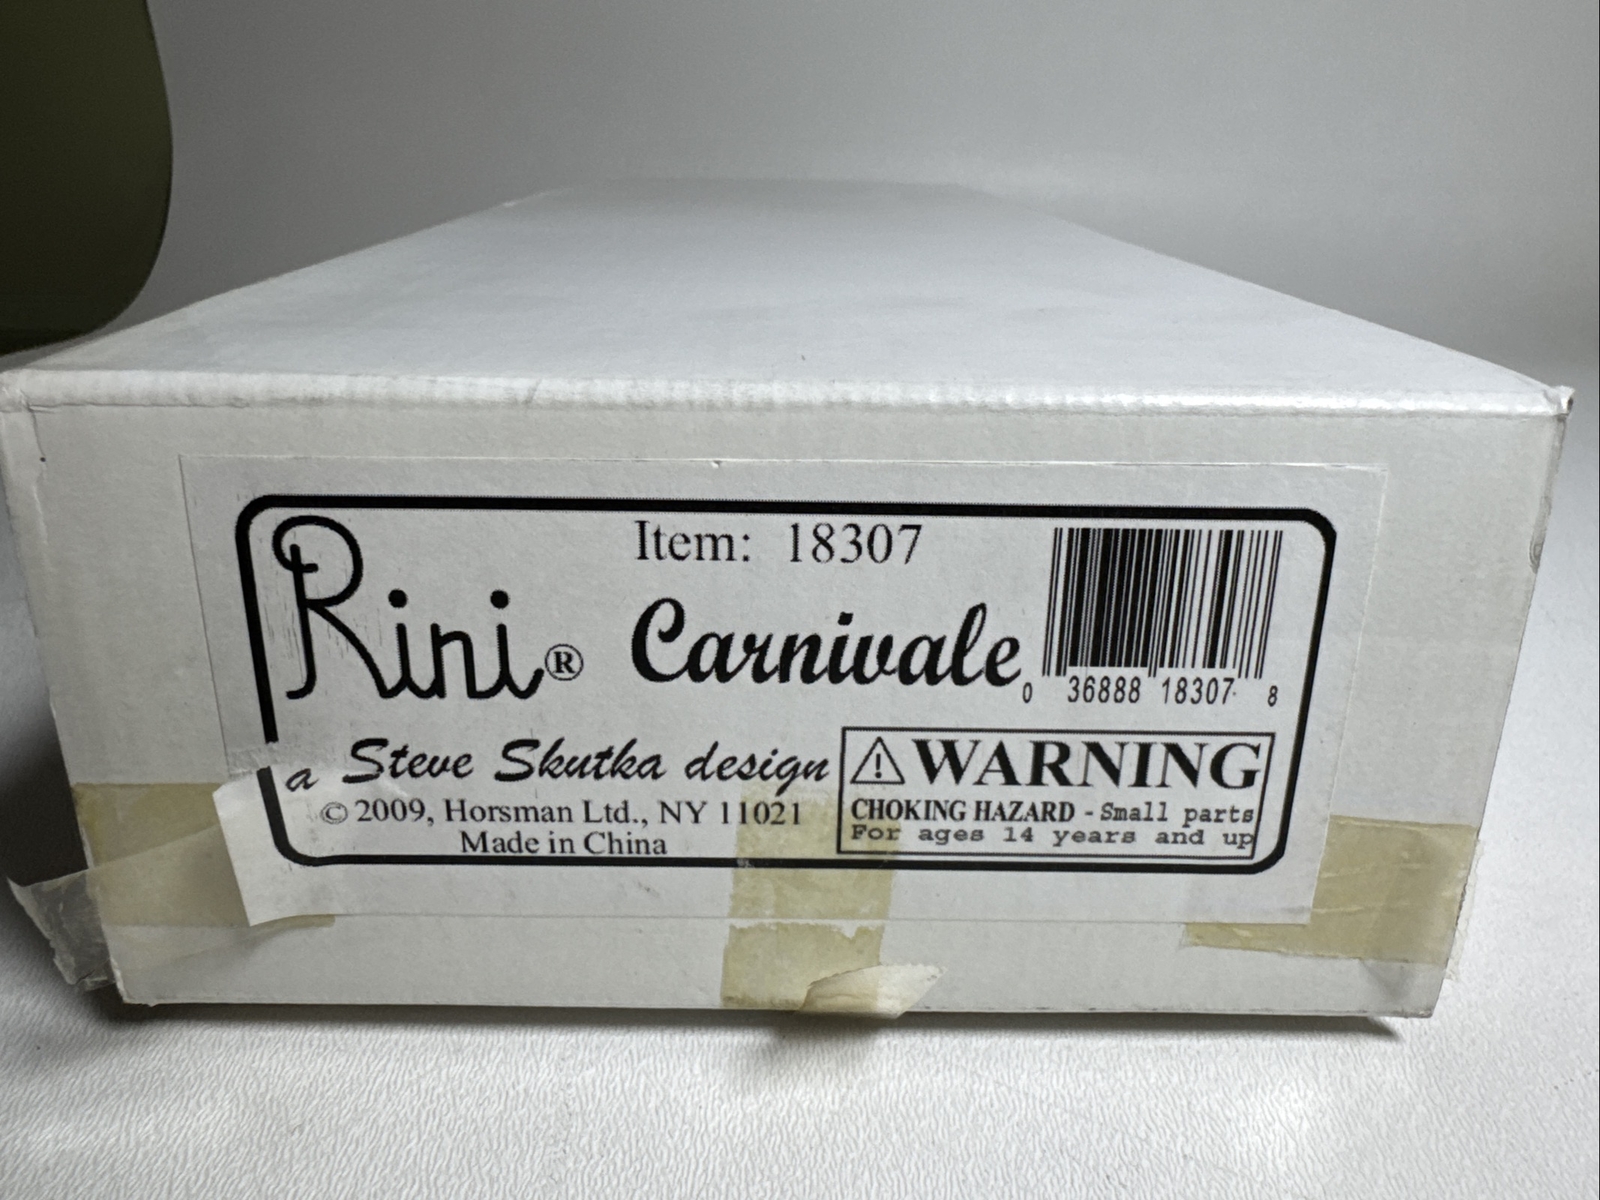 Item: 18307
Rini® Carnivale
0 36888 18307 8
a Steve Skutka design
© 2009, Horsman Ltd., NY 11021
Made in China
⚠ WARNING
CHOKING HAZARD - Small parts
For ages 14 years and up